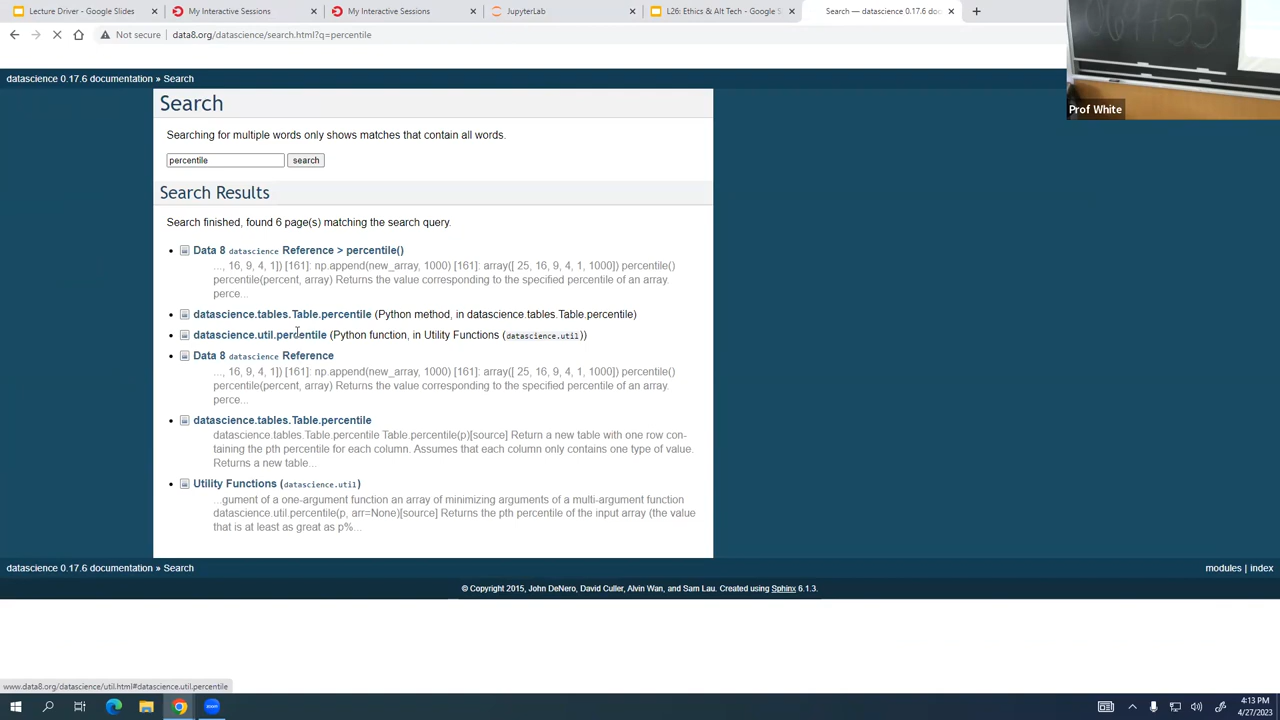 Lecture Driver - Google Slides
My Interactive Sessions
My Interactive Sessions
JupyterLab
L26: Ethics & Alt Tech - Google S
Search — datascience 0.17.6 doc
Not secure
data8.org/datascience/search.html?q=percentile
Prof White
datascience 0.17.6 documentation » Search
Search
Searching for multiple words only shows matches that contain all words.
percentile
search
Search Results
Search finished, found 6 page(s) matching the search query.
Data 8 datascience Reference > percentile()
..., 16, 9, 4, 1]) [161]: np.append(new_array, 1000) [161]: array([ 25, 16, 9, 4, 1, 1000]) percentile()
percentile(percent, array) Returns the value corresponding to the specified percentile of an array.
perce...
datascience.tables.Table.percentile (Python method, in datascience.tables.Table.percentile)
datascience.util.percentile (Python function, in Utility Functions (datascience.util))
Data 8 datascience Reference
..., 16, 9, 4, 1]) [161]: np.append(new_array, 1000) [161]: array([ 25, 16, 9, 4, 1, 1000]) percentile()
percentile(percent, array) Returns the value corresponding to the specified percentile of an array.
perce...
datascience.tables.Table.percentile
datascience.tables.Table.percentile Table.percentile(p)[source] Return a new table with one row con-
taining the pth percentile for each column. Assumes that each column only contains one type of value.
Returns a new table...
Utility Functions (datascience.util)
...gument of a one-argument function an array of minimizing arguments of a multi-argument function
datascience.util.percentile(p, arr=None)[source] Returns the pth percentile of the input array (the value
that is at least as great as p%...
datascience 0.17.6 documentation » Search
modules | index
© Copyright 2015, John DeNero, David Culler, Alvin Wan, and Sam Lau. Created using Sphinx 6.1.3.
www.data8.org/datascience/util.html#datascience.util.percentile
4:13 PM
4/27/2023